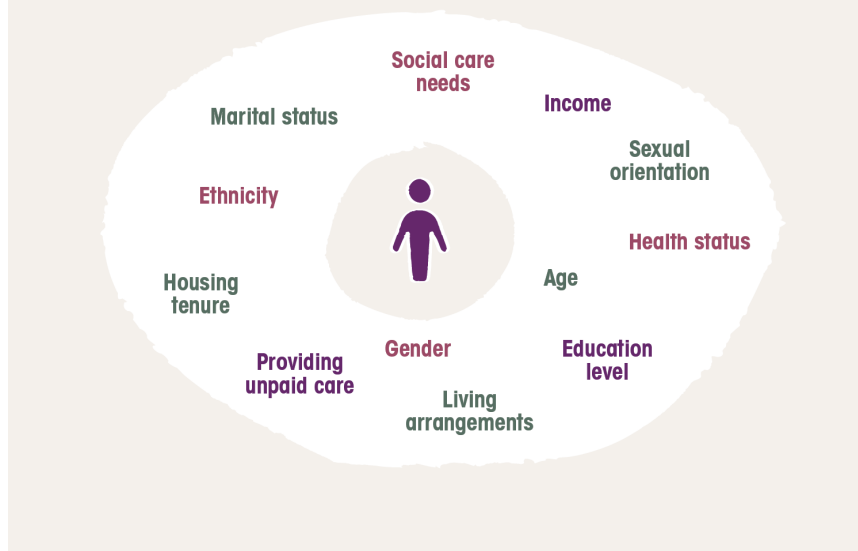 Social care
needs
Income
Marital status
Sexual
orientation
Ethnicity
Health status
Housing
tenure
Age
Gender
Education
level
Providing
unpaid care
Living
arrangements